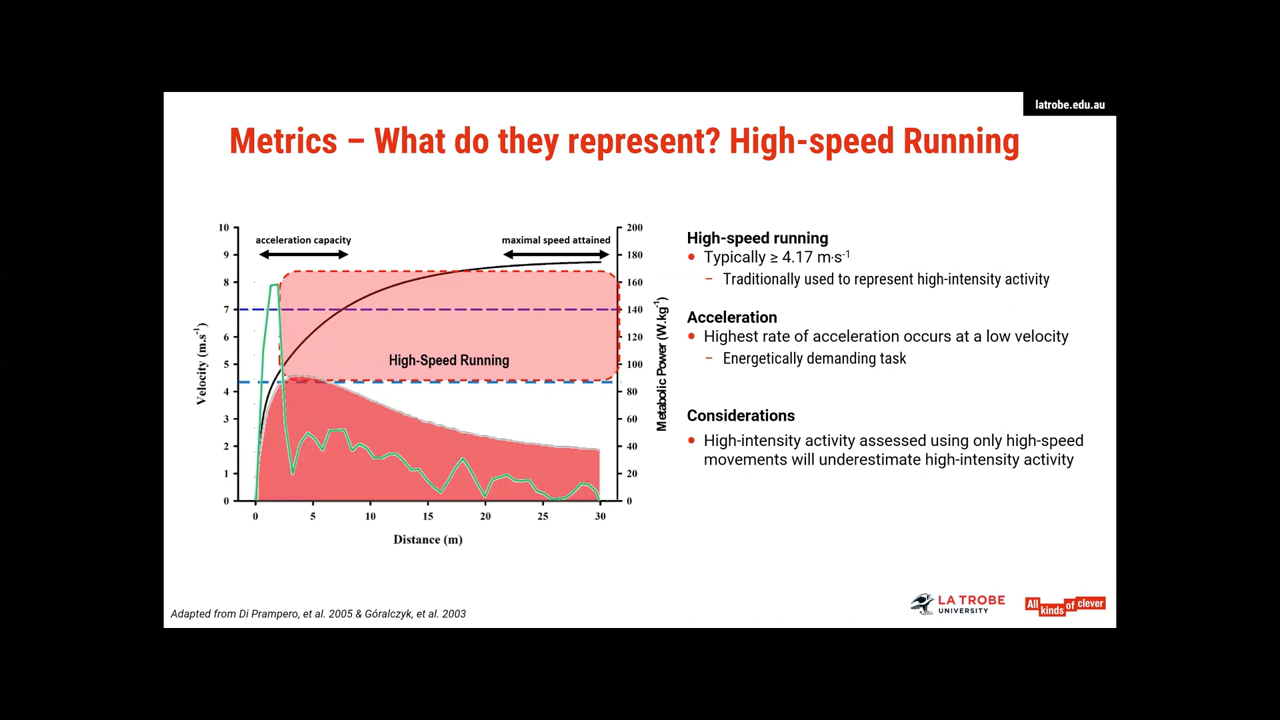 latrobe.edu.au
Metrics – What do they represent? High-speed Running
acceleration capacity
maximal speed attained
10
9
8
7
6
5
4
3
2
1
0
Velocity (m.s⁻¹)
High-Speed Running
200
180
160
140
120
100
80
60
40
20
0
Metabolic Power (W.kg⁻¹)
0 5 10 15 20 25 30
Distance (m)
High-speed running
• Typically ≥ 4.17 m·s⁻¹
– Traditionally used to represent high-intensity activity
Acceleration
• Highest rate of acceleration occurs at a low velocity
– Energetically demanding task
Considerations
• High-intensity activity assessed using only high-speed
movements will underestimate high-intensity activity
Adapted from Di Prampero, et al. 2005 & Góralczyk, et al. 2003
LA TROBE
UNIVERSITY
All kinds of clever